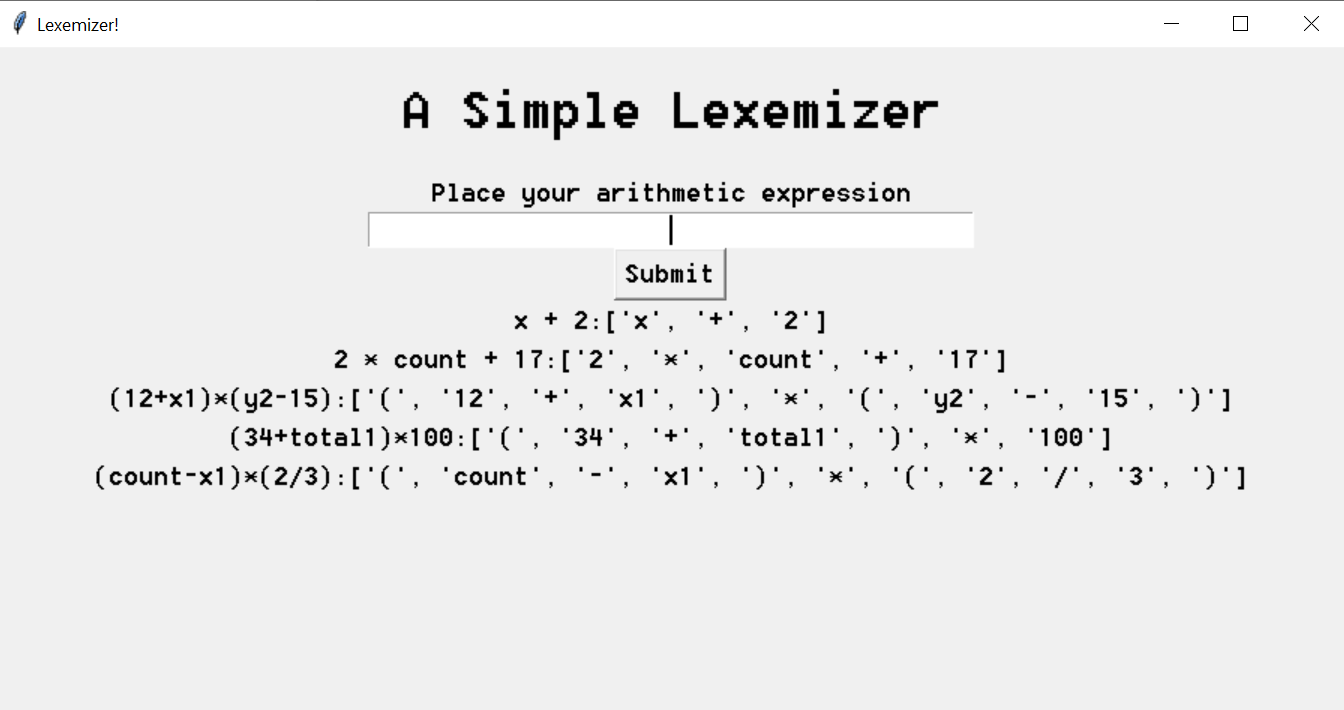 Lexemizer!
A Simple Lexemizer
Place your arithmetic expression
Submit
x + 2:['x', '+', '2']
2 * count + 17:['2', '*', 'count', '+', '17']
(12+x1)*(y2-15):['(', '12', '+', 'x1', ')', '*', '(', 'y2', '-', '15', ')']
(34+total1)*100:['(', '34', '+', 'total1', ')', '*', '100']
(count-x1)*(2/3):['(', 'count', '-', 'x1', ')', '*', '(', '2', '/', '3', ')']